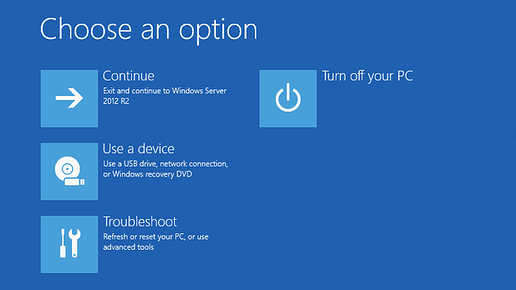 Choose an option
Continue
Exit and continue to Windows Server
2012 R2
Turn off your PC
Use a device
Use a USB drive, network connection,
or Windows recovery DVD
Troubleshoot
Refresh or reset your PC, or use
advanced tools